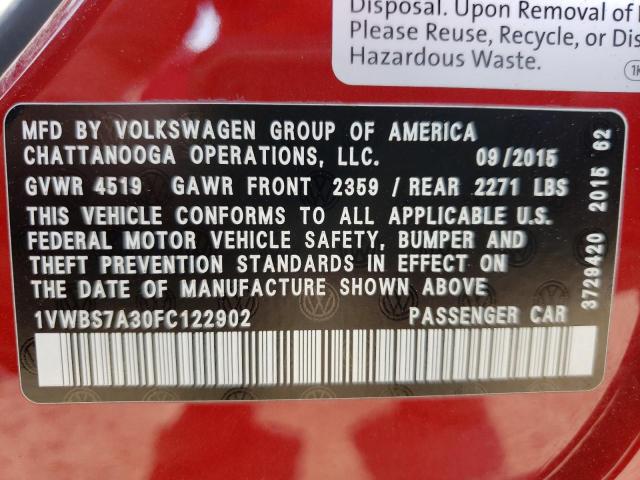 Disposal. Upon Removal of
Please Reuse, Recycle, or Dis
Hazardous Waste.
MFD BY VOLKSWAGEN GROUP OF AMERICA
CHATTANOOGA OPERATIONS, LLC. 09/2015
GVWR 4519 GAWR FRONT 2359 / REAR 2271 LBS
THIS VEHICLE CONFORMS TO ALL APPLICABLE U.S.
FEDERAL MOTOR VEHICLE SAFETY, BUMPER AND
THEFT PREVENTION STANDARDS IN EFFECT ON
THE DATE OF MANUFACTURE SHOWN ABOVE
1VWBS7A30FC122902 PASSENGER CAR
3729420 2015 62